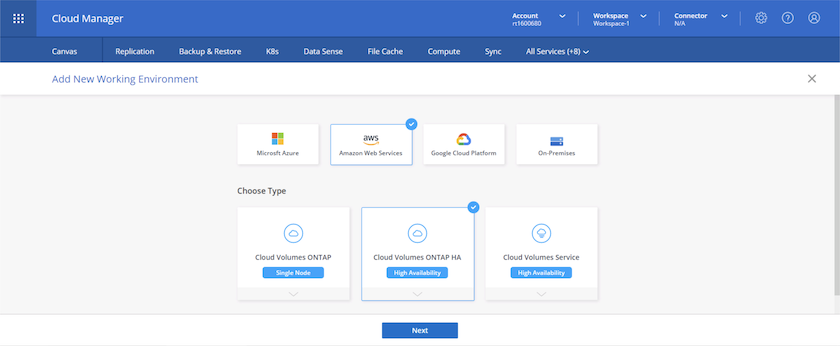 Cloud Manager
Account
rt1600680
Workspace
Workspace-1
Connector
N/A
Canvas
Replication
Backup & Restore
K8s
Data Sense
File Cache
Compute
Sync
All Services (+8)
Add New Working Environment
Microsft Azure
aws
Amazon Web Services
Google Cloud Platform
On-Premises
Choose Type
Cloud Volumes ONTAP
Single Node
Cloud Volumes ONTAP HA
High Availability
Cloud Volumes Service
High Availability
Next